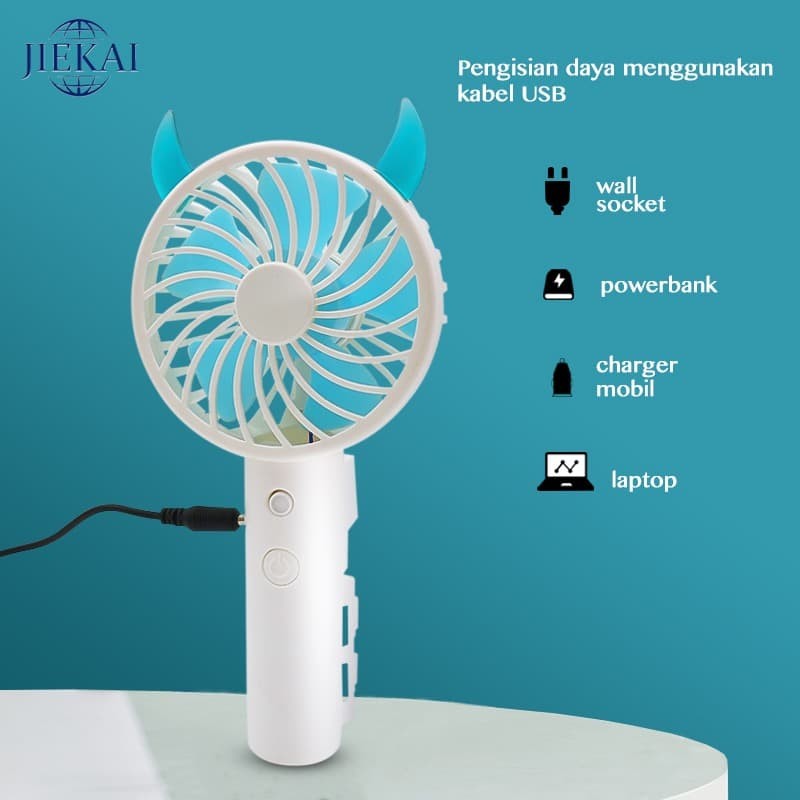 JIEKAI
Pengisian daya menggunakan
kabel USB
wall
socket
powerbank
charger
mobil
laptop